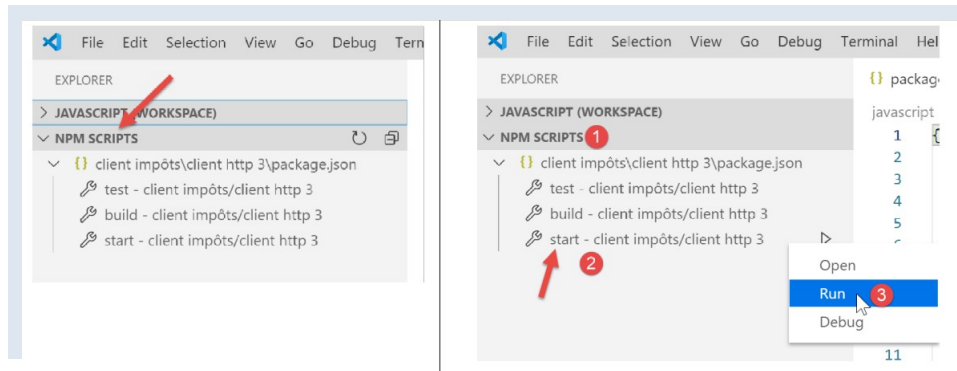 File Edit Selection View Go Debug Tern
EXPLORER
JAVASCRIPT (WORKSPACE)
NPM SCRIPTS
{} client impôts\client http 3\package.json
test - client impôts/client http 3
build - client impôts/client http 3
start - client impôts/client http 3
File Edit Selection View Go Debug Terminal Hel
EXPLORER
{} packag
JAVASCRIPT (WORKSPACE)
javascript
NPM SCRIPTS 1
1 {
{} client impôts\client http 3\package.json
2
test - client impôts/client http 3
3
build - client impôts/client http 3
4
5
start - client impôts/client http 3
2
Open
Run 3
Debug
11